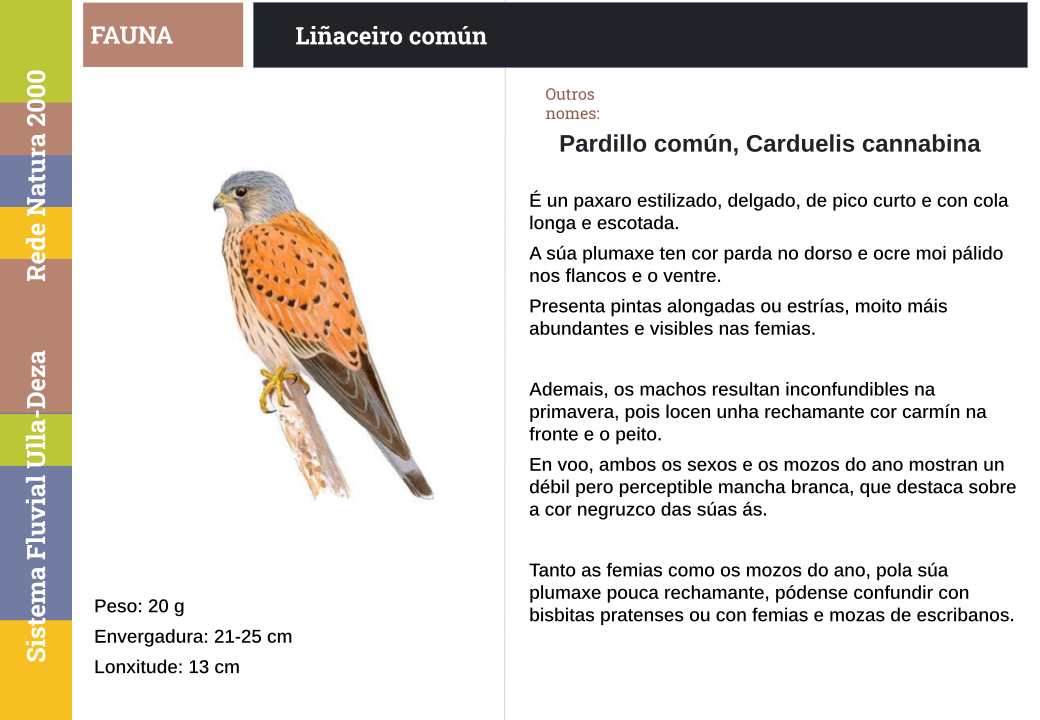 FAUNA
Liñaceiro común
Sistema Fluvial Ulla-Deza Rede Natura 2000
Outros
nomes:
Pardillo común, Carduelis cannabina
É un paxaro estilizado, delgado, de pico curto e con cola
longa e escotada.
A súa plumaxe ten cor parda no dorso e ocre moi pálido
nos flancos e o ventre.
Presenta pintas alongadas ou estrías, moito máis
abundantes e visibles nas femias.
Ademais, os machos resultan inconfundibles na
primavera, pois locen unha rechamante cor carmín na
fronte e o peito.
En voo, ambos os sexos e os mozos do ano mostran un
débil pero perceptible mancha branca, que destaca sobre
a cor negruzco das súas ás.
Tanto as femias como os mozos do ano, pola súa
plumaxe pouca rechamante, pódense confundir con
bisbitas pratenses ou con femias e mozas de escribanos.
Peso: 20 g
Envergadura: 21-25 cm
Lonxitude: 13 cm